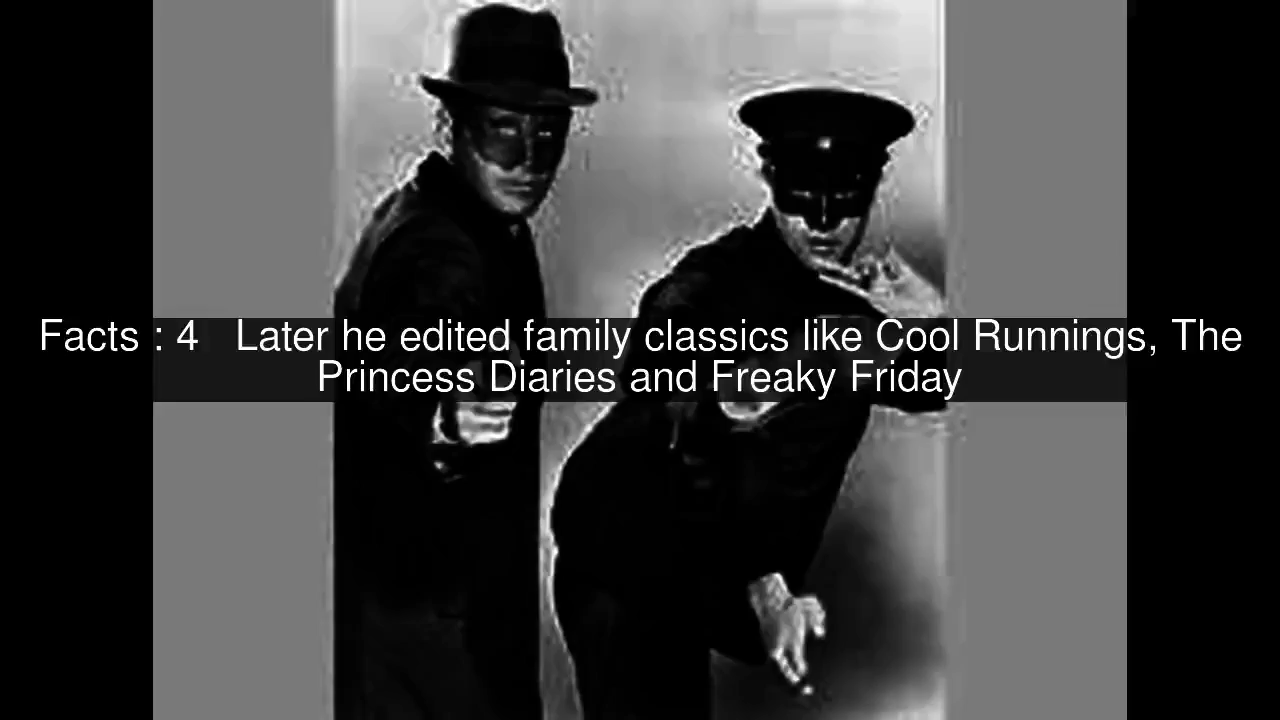 Facts : 4   Later he edited family classics like Cool Runnings, The
Princess Diaries and Freaky Friday